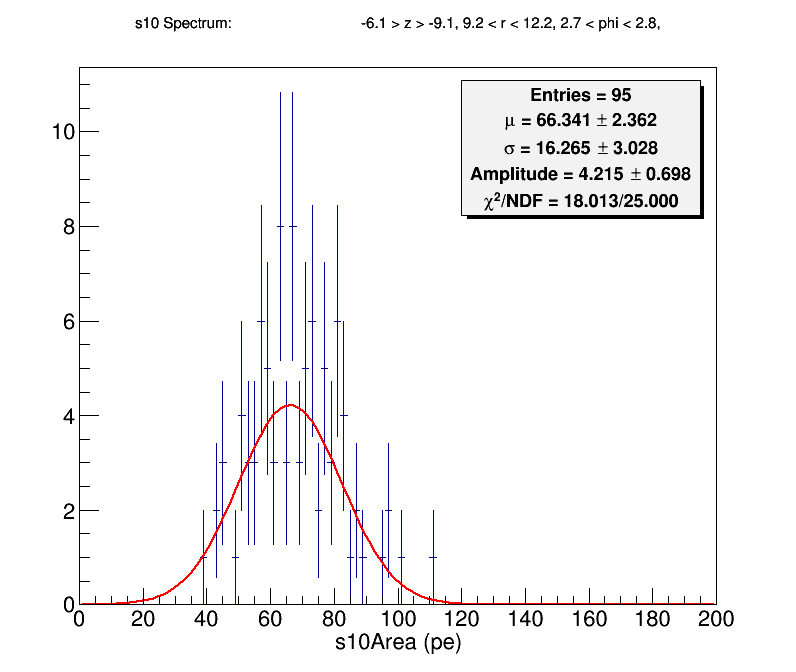 s10 Spectrum: -6.1 > z > -9.1, 9.2 < r < 12.2, 2.7 < phi < 2.8,
Entries = 95
μ = 66.341 ± 2.362
σ = 16.265 ± 3.028
Amplitude = 4.215 ± 0.698
χ²/NDF = 18.013/25.000
10
8
6
4
2
0
0 20 40 60 80 100 120 140 160 180 200
s10Area (pe)